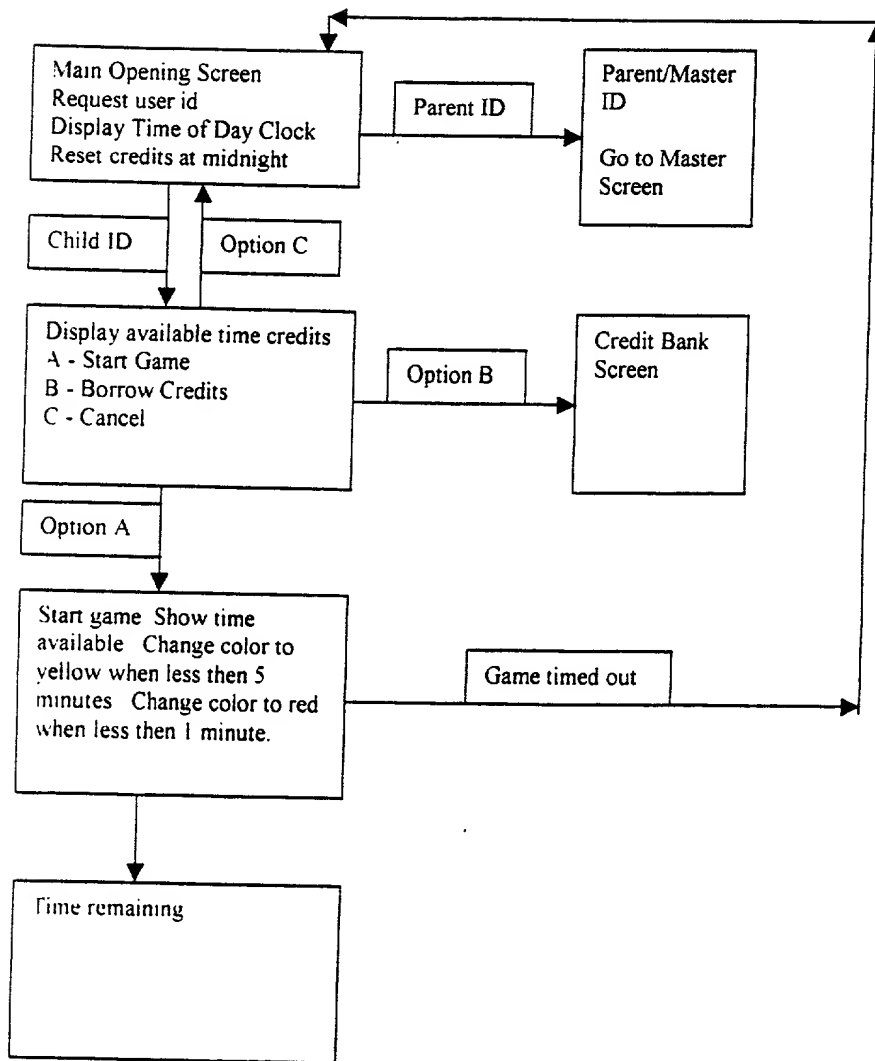 Main Opening Screen
Request user id
Display Time of Day Clock
Reset credits at midnight
Parent ID
Parent/Master
ID
Go to Master
Screen
Child ID
Option C
Display available time credits
A - Start Game
B - Borrow Credits
C - Cancel
Option B
Credit Bank
Screen
Option A
Start game Show time
available Change color to
yellow when less then 5
minutes Change color to red
when less then 1 minute.
Game timed out
Time remaining